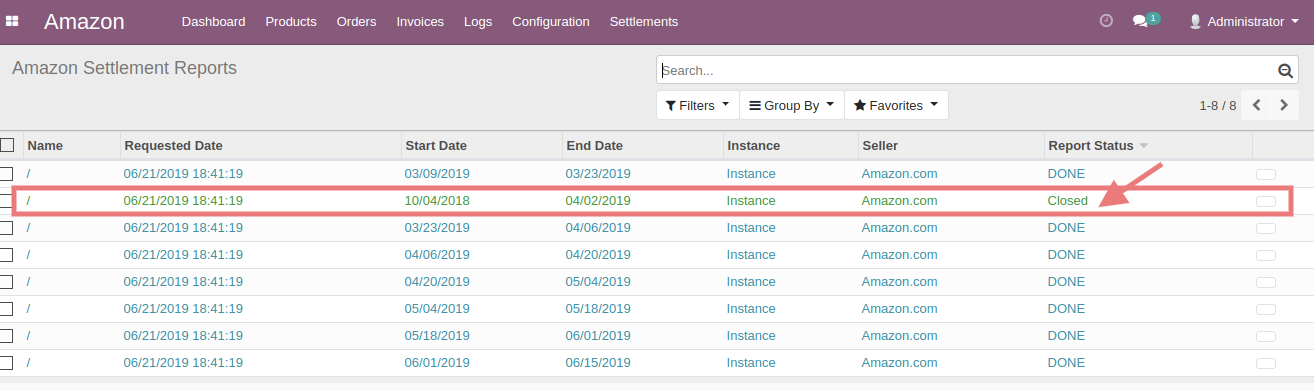 Amazon Dashboard Products Orders Invoices Logs Configuration Settlements 1 Administrator
Amazon Settlement Reports
Search...
Filters Group By Favorites 1-8 / 8
Name Requested Date Start Date End Date Instance Seller Report Status
/ 06/21/2019 18:41:19 03/09/2019 03/23/2019 Instance Amazon.com DONE
/ 06/21/2019 18:41:19 10/04/2018 04/02/2019 Instance Amazon.com Closed
/ 06/21/2019 18:41:19 03/23/2019 04/06/2019 Instance Amazon.com DONE
/ 06/21/2019 18:41:19 04/06/2019 04/20/2019 Instance Amazon.com DONE
/ 06/21/2019 18:41:19 04/20/2019 05/04/2019 Instance Amazon.com DONE
/ 06/21/2019 18:41:19 05/04/2019 05/18/2019 Instance Amazon.com DONE
/ 06/21/2019 18:41:19 05/18/2019 06/01/2019 Instance Amazon.com DONE
/ 06/21/2019 18:41:19 06/01/2019 06/15/2019 Instance Amazon.com DONE